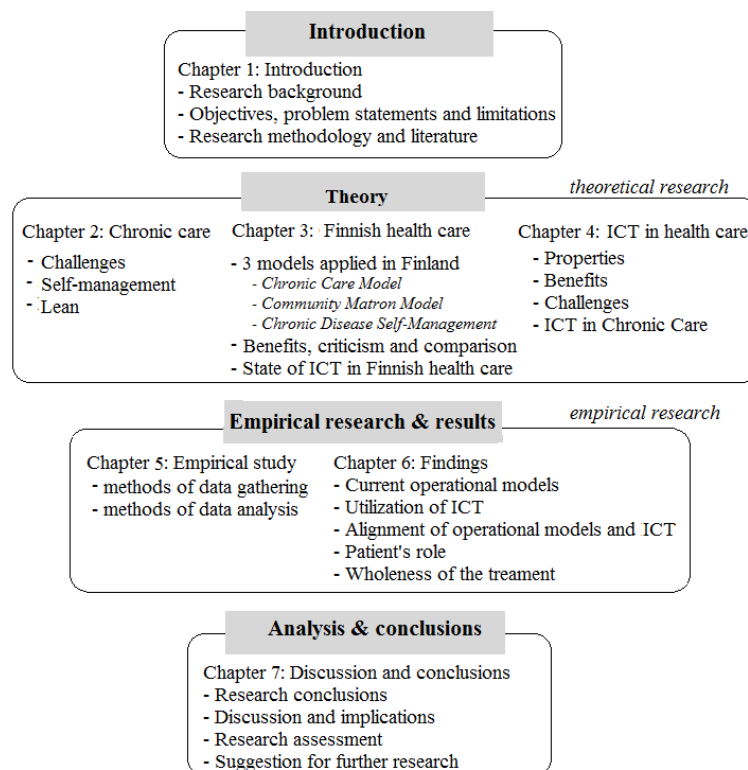 Introduction
Chapter 1: Introduction
- Research background
- Objectives, problem statements and limitations
- Research methodology and literature
theoretical research
Theory
Chapter 2: Chronic care
- Challenges
- Self-management
- Lean
Chapter 3: Finnish health care
- 3 models applied in Finland
- Chronic Care Model
- Community Matron Model
- Chronic Disease Self-Management
- Benefits, criticism and comparison
- State of ICT in Finnish health care
Chapter 4: ICT in health care
- Properties
- Benefits
- Challenges
- ICT in Chronic Care
empirical research
Empirical research & results
Chapter 5: Empirical study
- methods of data gathering
- methods of data analysis
Chapter 6: Findings
- Current operational models
- Utilization of ICT
- Alignment of operational models and ICT
- Patient's role
- Wholeness of the treament
Analysis & conclusions
Chapter 7: Discussion and conclusions
- Research conclusions
- Discussion and implications
- Research assessment
- Suggestion for further research